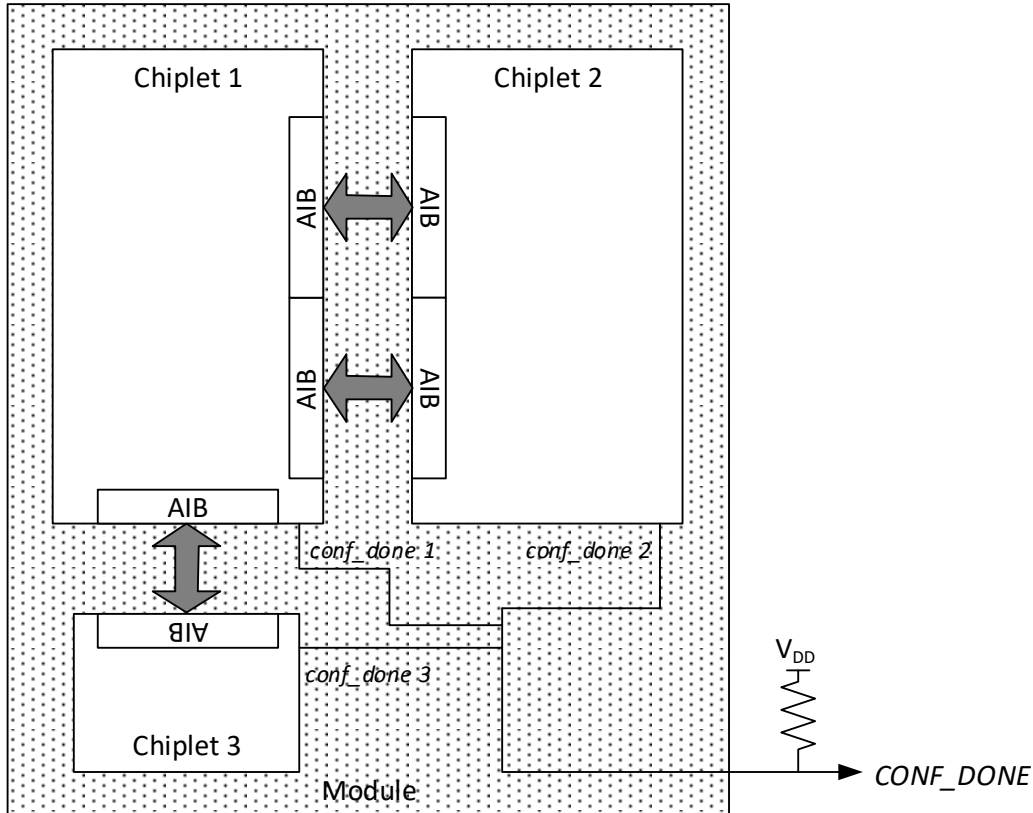 Chiplet 1
Chiplet 2
AIB
AIB
AIB
AIB
AIB
conf_done 1
conf_done 2
AIB
conf_done 3
V_DD
Chiplet 3
Module
CONF_DONE